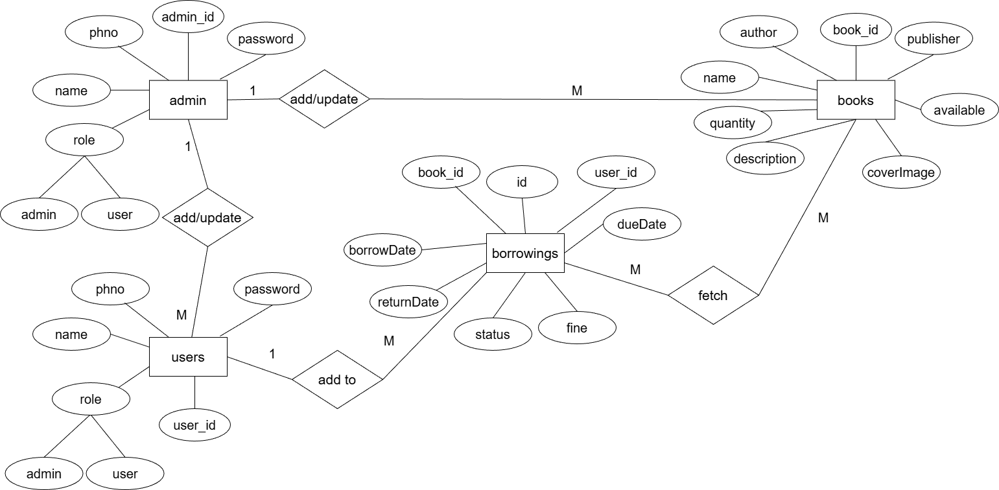 admin_id
phno
password
name
admin
1
add/update
M
role
1
admin
user
add/update
M
author
book_id
publisher
name
books
available
quantity
description
coverImage
M
book_id
id
user_id
dueDate
borrowDate
borrowings
M
fetch
returnDate
status
fine
M
phno
password
name
users
1
add to
role
user_id
admin
user